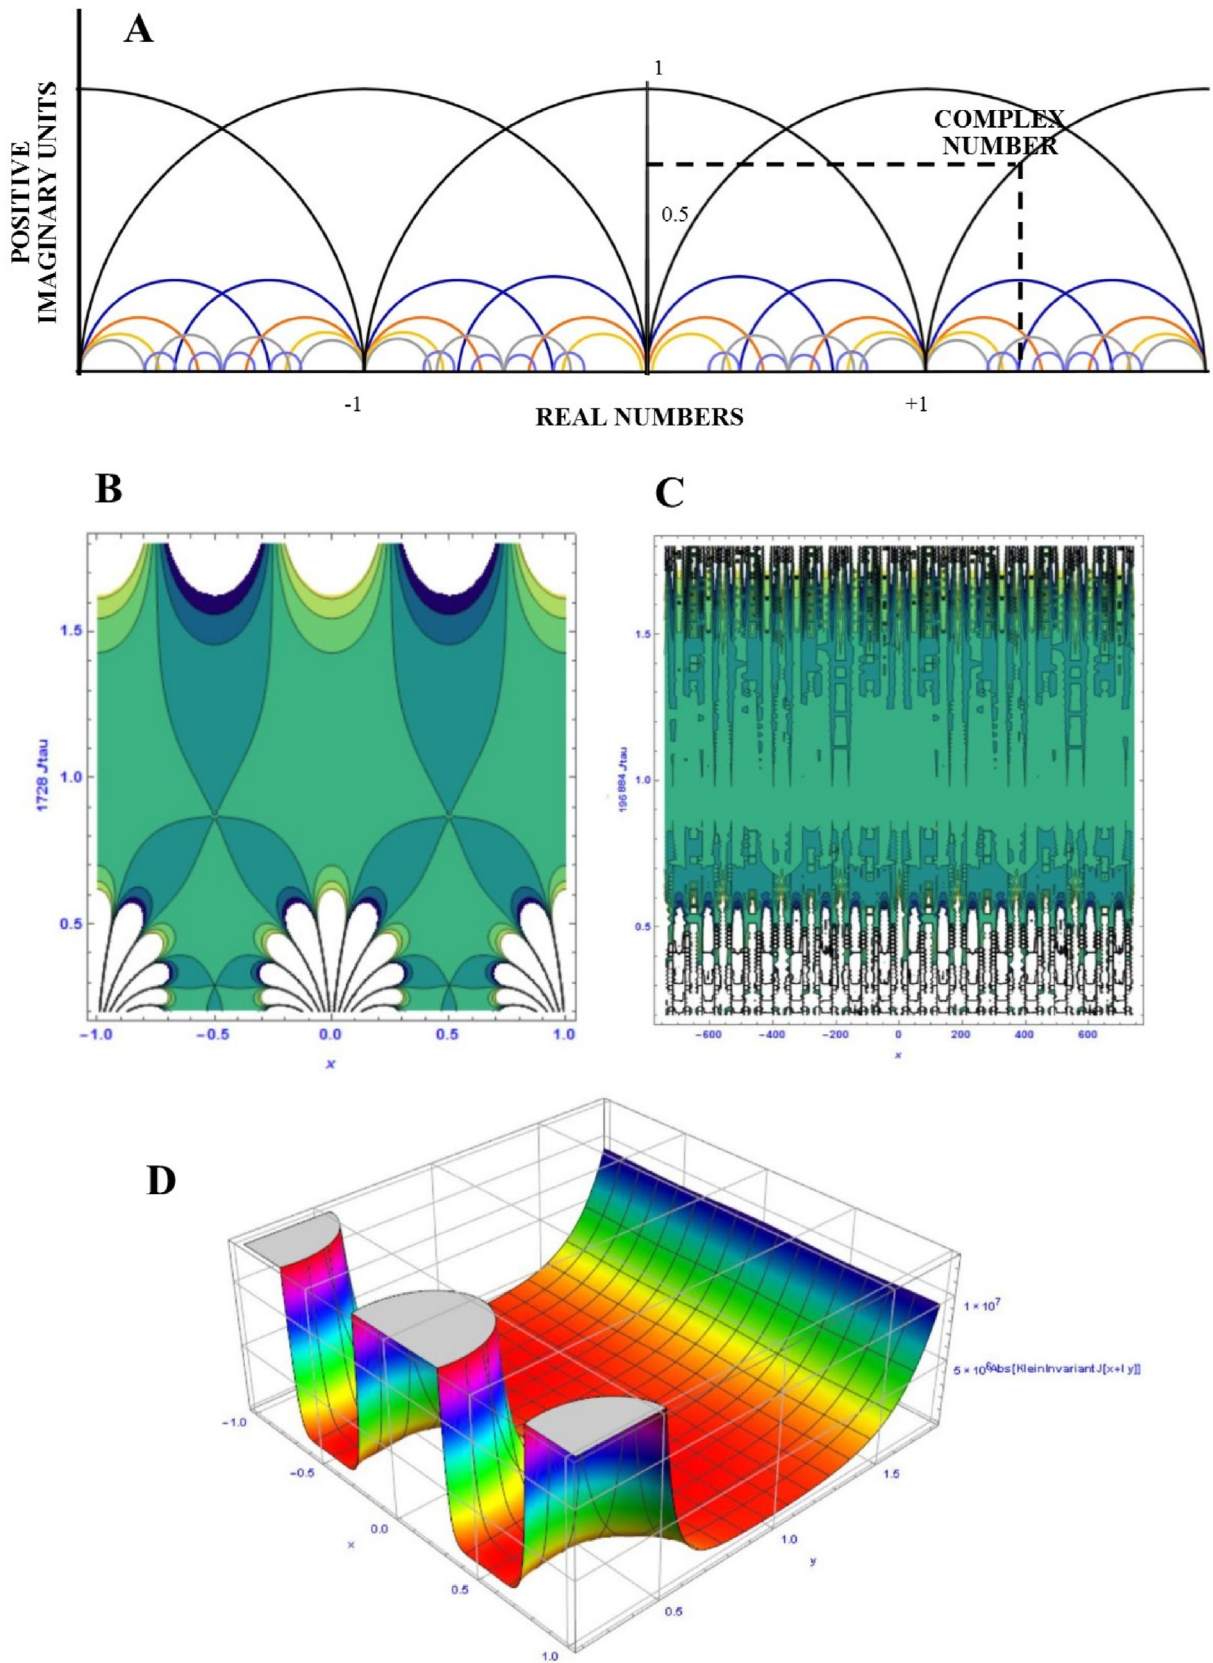 A
1
COMPLEX
NUMBER
POSITIVE
IMAGINARY UNITS
0.5
-1
+1
REAL NUMBERS
B
C
1.5
1.0
0.5
1728 Jtau
−1.0 −0.5 0.0 0.5 1.0
x
1.5
1.0
0.5
196884 Jtau
−600 −400 −200 0 200 400 600
x
D
1×10⁷
5×10⁶
Abs[KleinInvariantJ[x+I y]]
−1.0
−0.5
0.0
0.5
1.0
x
1.5
1.0
0.5
y